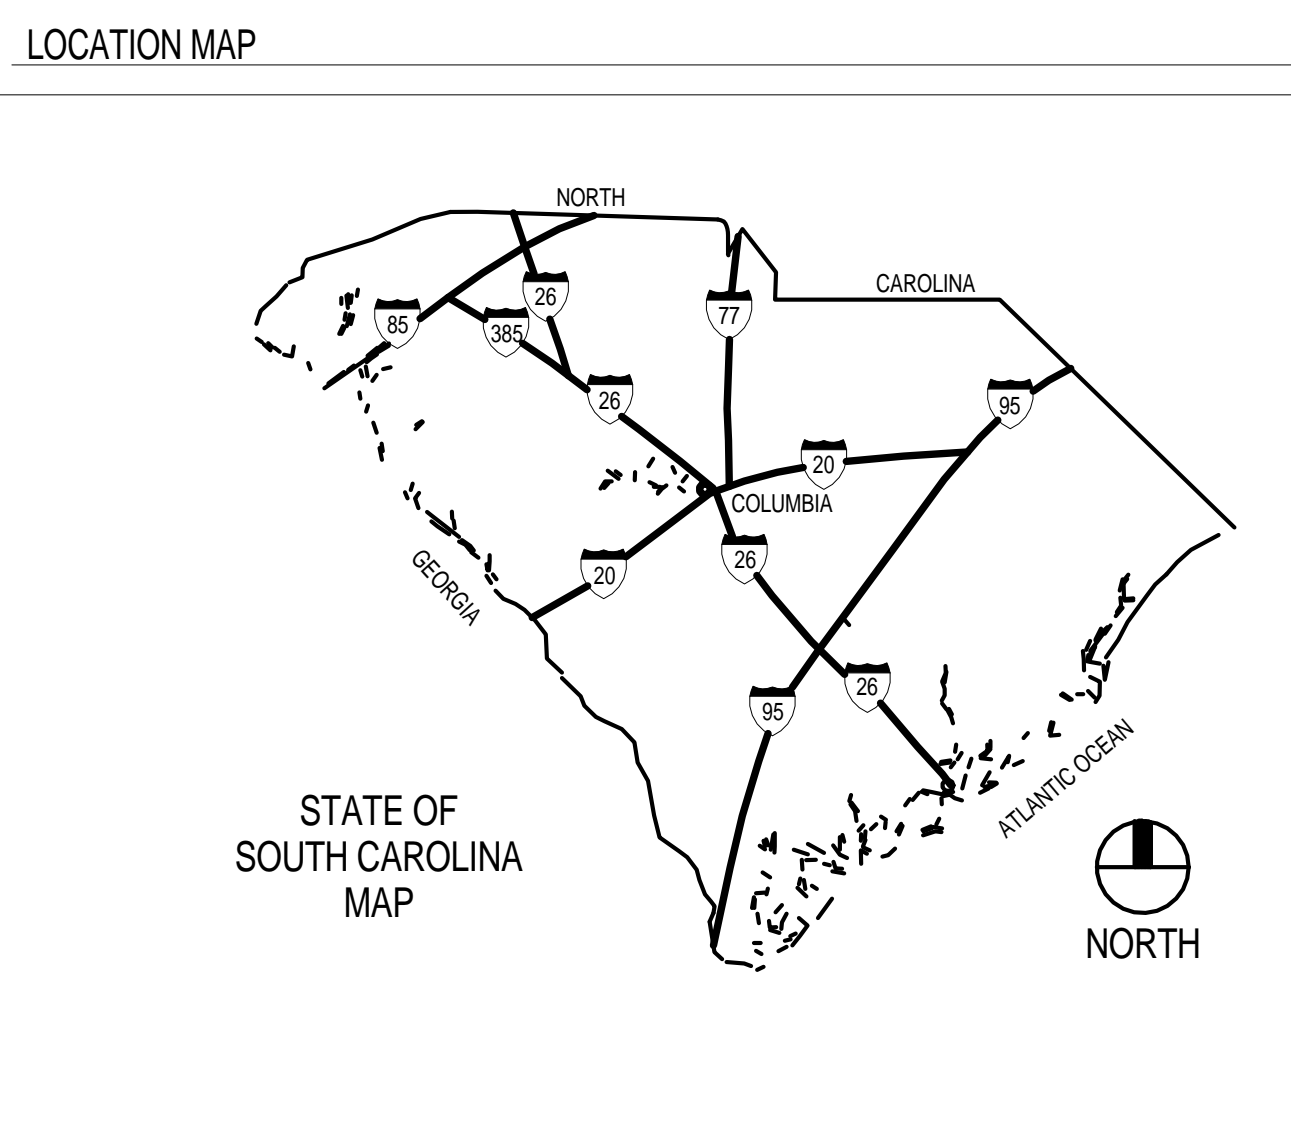 LOCATION MAP
NORTH
CAROLINA
26
85
385
77
26
95
20
COLUMBIA
26
20
GEORGIA
26
95
ATLANTIC OCEAN
STATE OF
SOUTH CAROLINA
MAP
NORTH